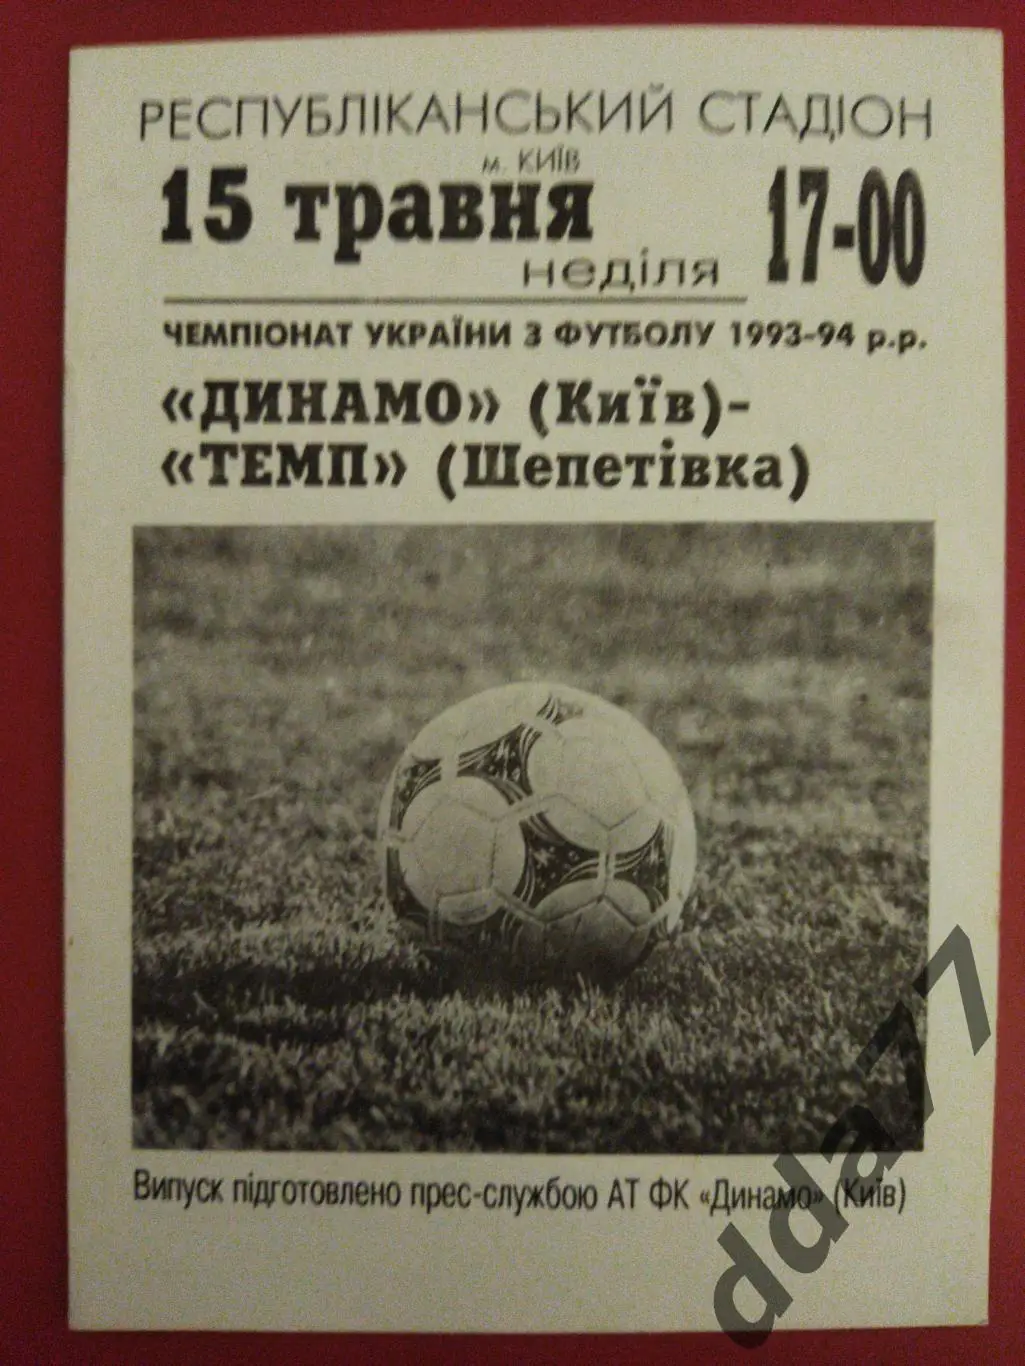 РЕСПУБЛІКАНСЬКИЙ СТАДІОН
м. КИЇВ
15 травня 17-00
неділя
ЧЕМПІОНАТ УКРАЇНИ З ФУТБОЛУ 1993-94 р.р.
«ДИНАМО» (Київ)-
«ТЕМП» (Шепетівка)
Випуск підготовлено прес-службою АТ ФК «Динамо» (Київ)
dda77